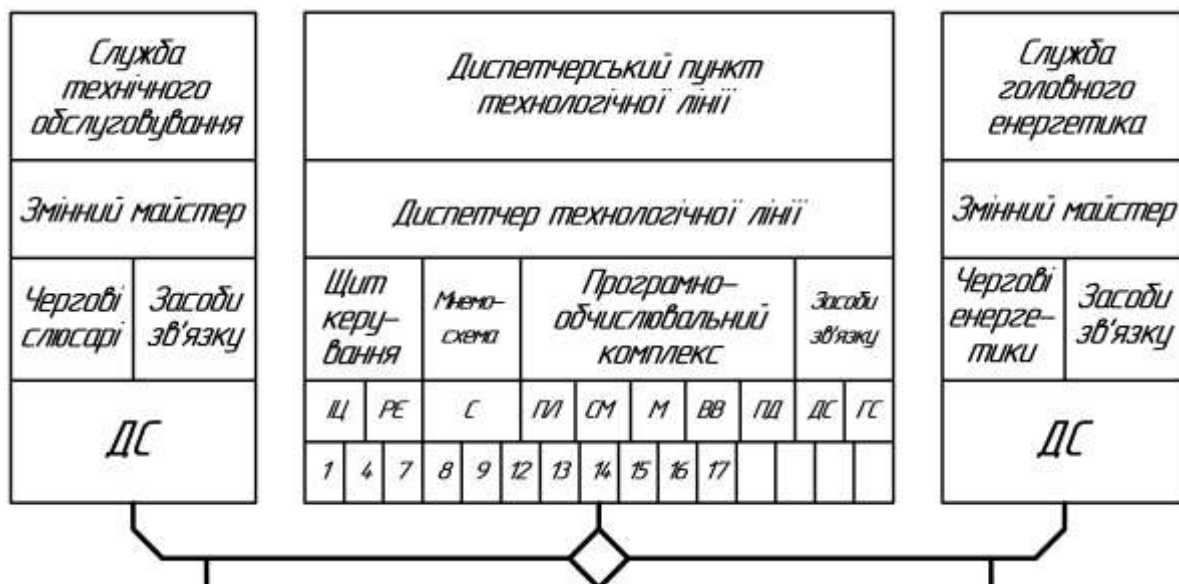 Служба
технічного
обслуговування
Змінний майстер
Чергові
слюсарі
Засоби
зв'язку
ДС
Диспетчерський пункт
технологічної лінії
Диспетчер технологічної лінії
Щит
керу-
вання
Мнемо-
схема
Програмно-
обчислювальний
комплекс
Засоби
зв'язку
ІЦ РЕ С ПЛ СМ М ВВ ПД ДС ГС
1 4 7 8 9 12 13 14 15 16 17
Служба
головного
енергетика
Змінний майстер
Чергові
енерге-
тики
Засоби
зв'язку
ДС